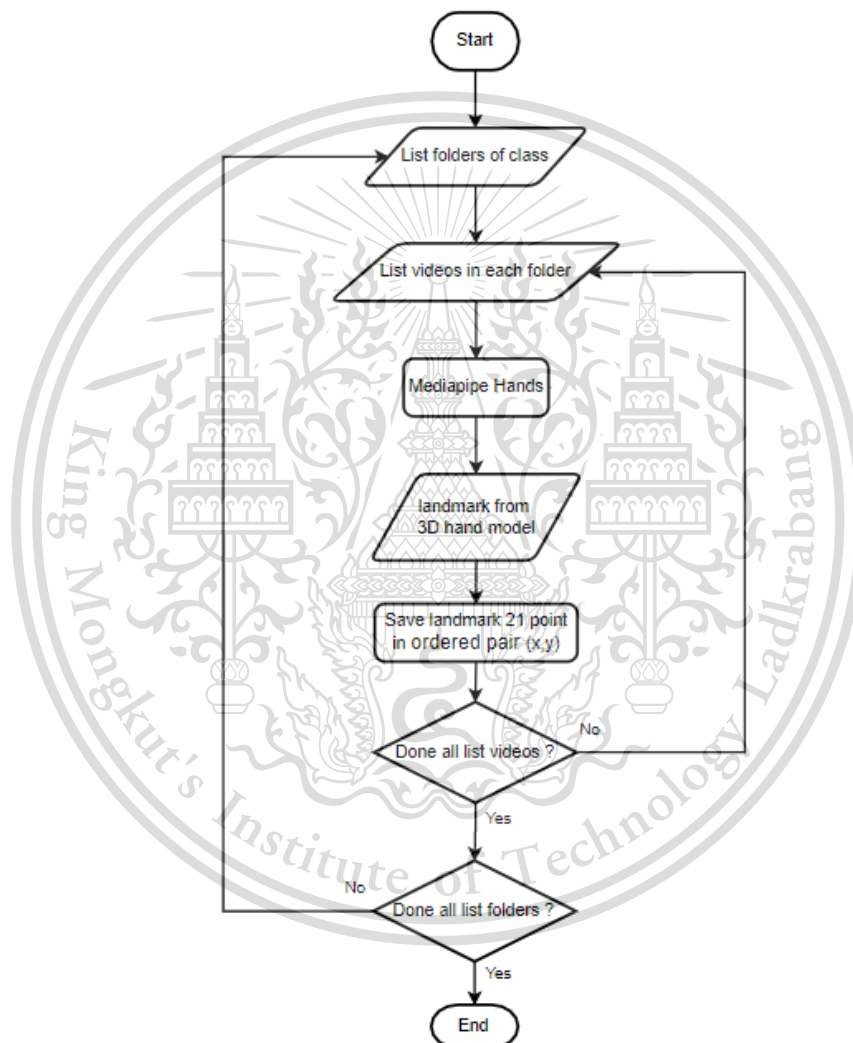 Start
List folders of class
List videos in each folder
Mediapipe Hands
landmark from
3D hand model
Save landmark 21 point
in ordered pair (x,y)
Done all list videos ?
No
Yes
Done all list folders ?
No
Yes
End
King Mongkut's Institute of Technology Ladkrabang